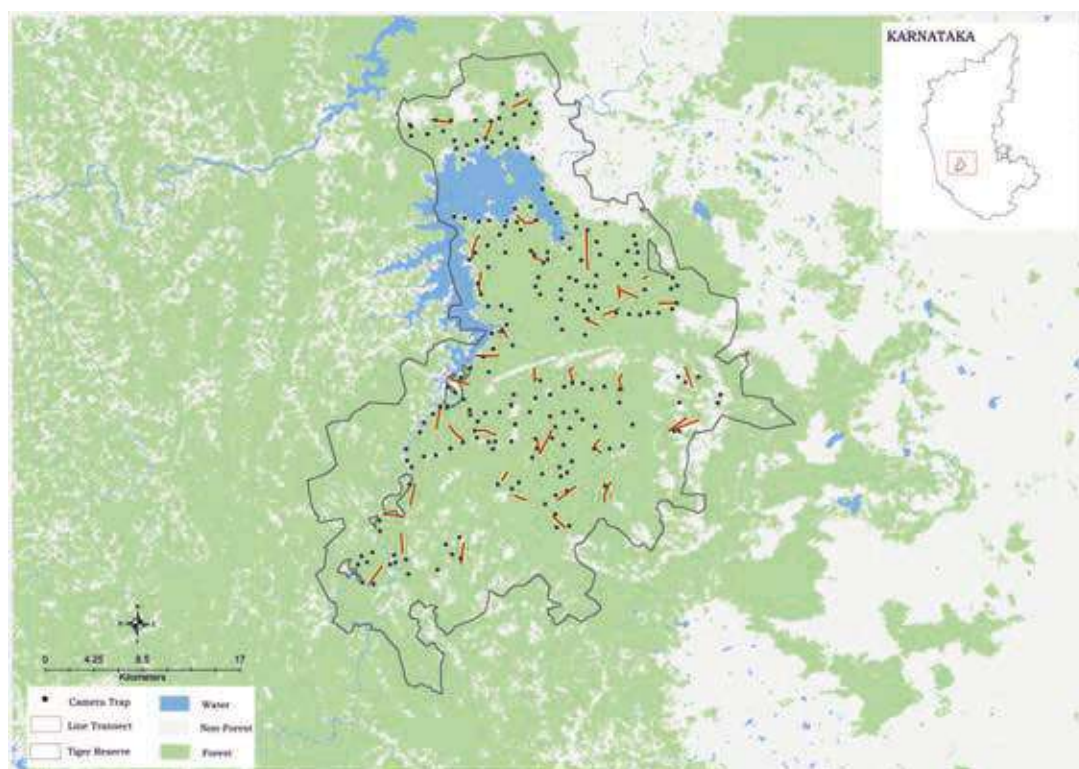 KARNATAKA
0 4.25 8.5 17
Kilometers
Camera Trap
Line Transect
Tiger Reserve
Water
Non-Forest
Forest